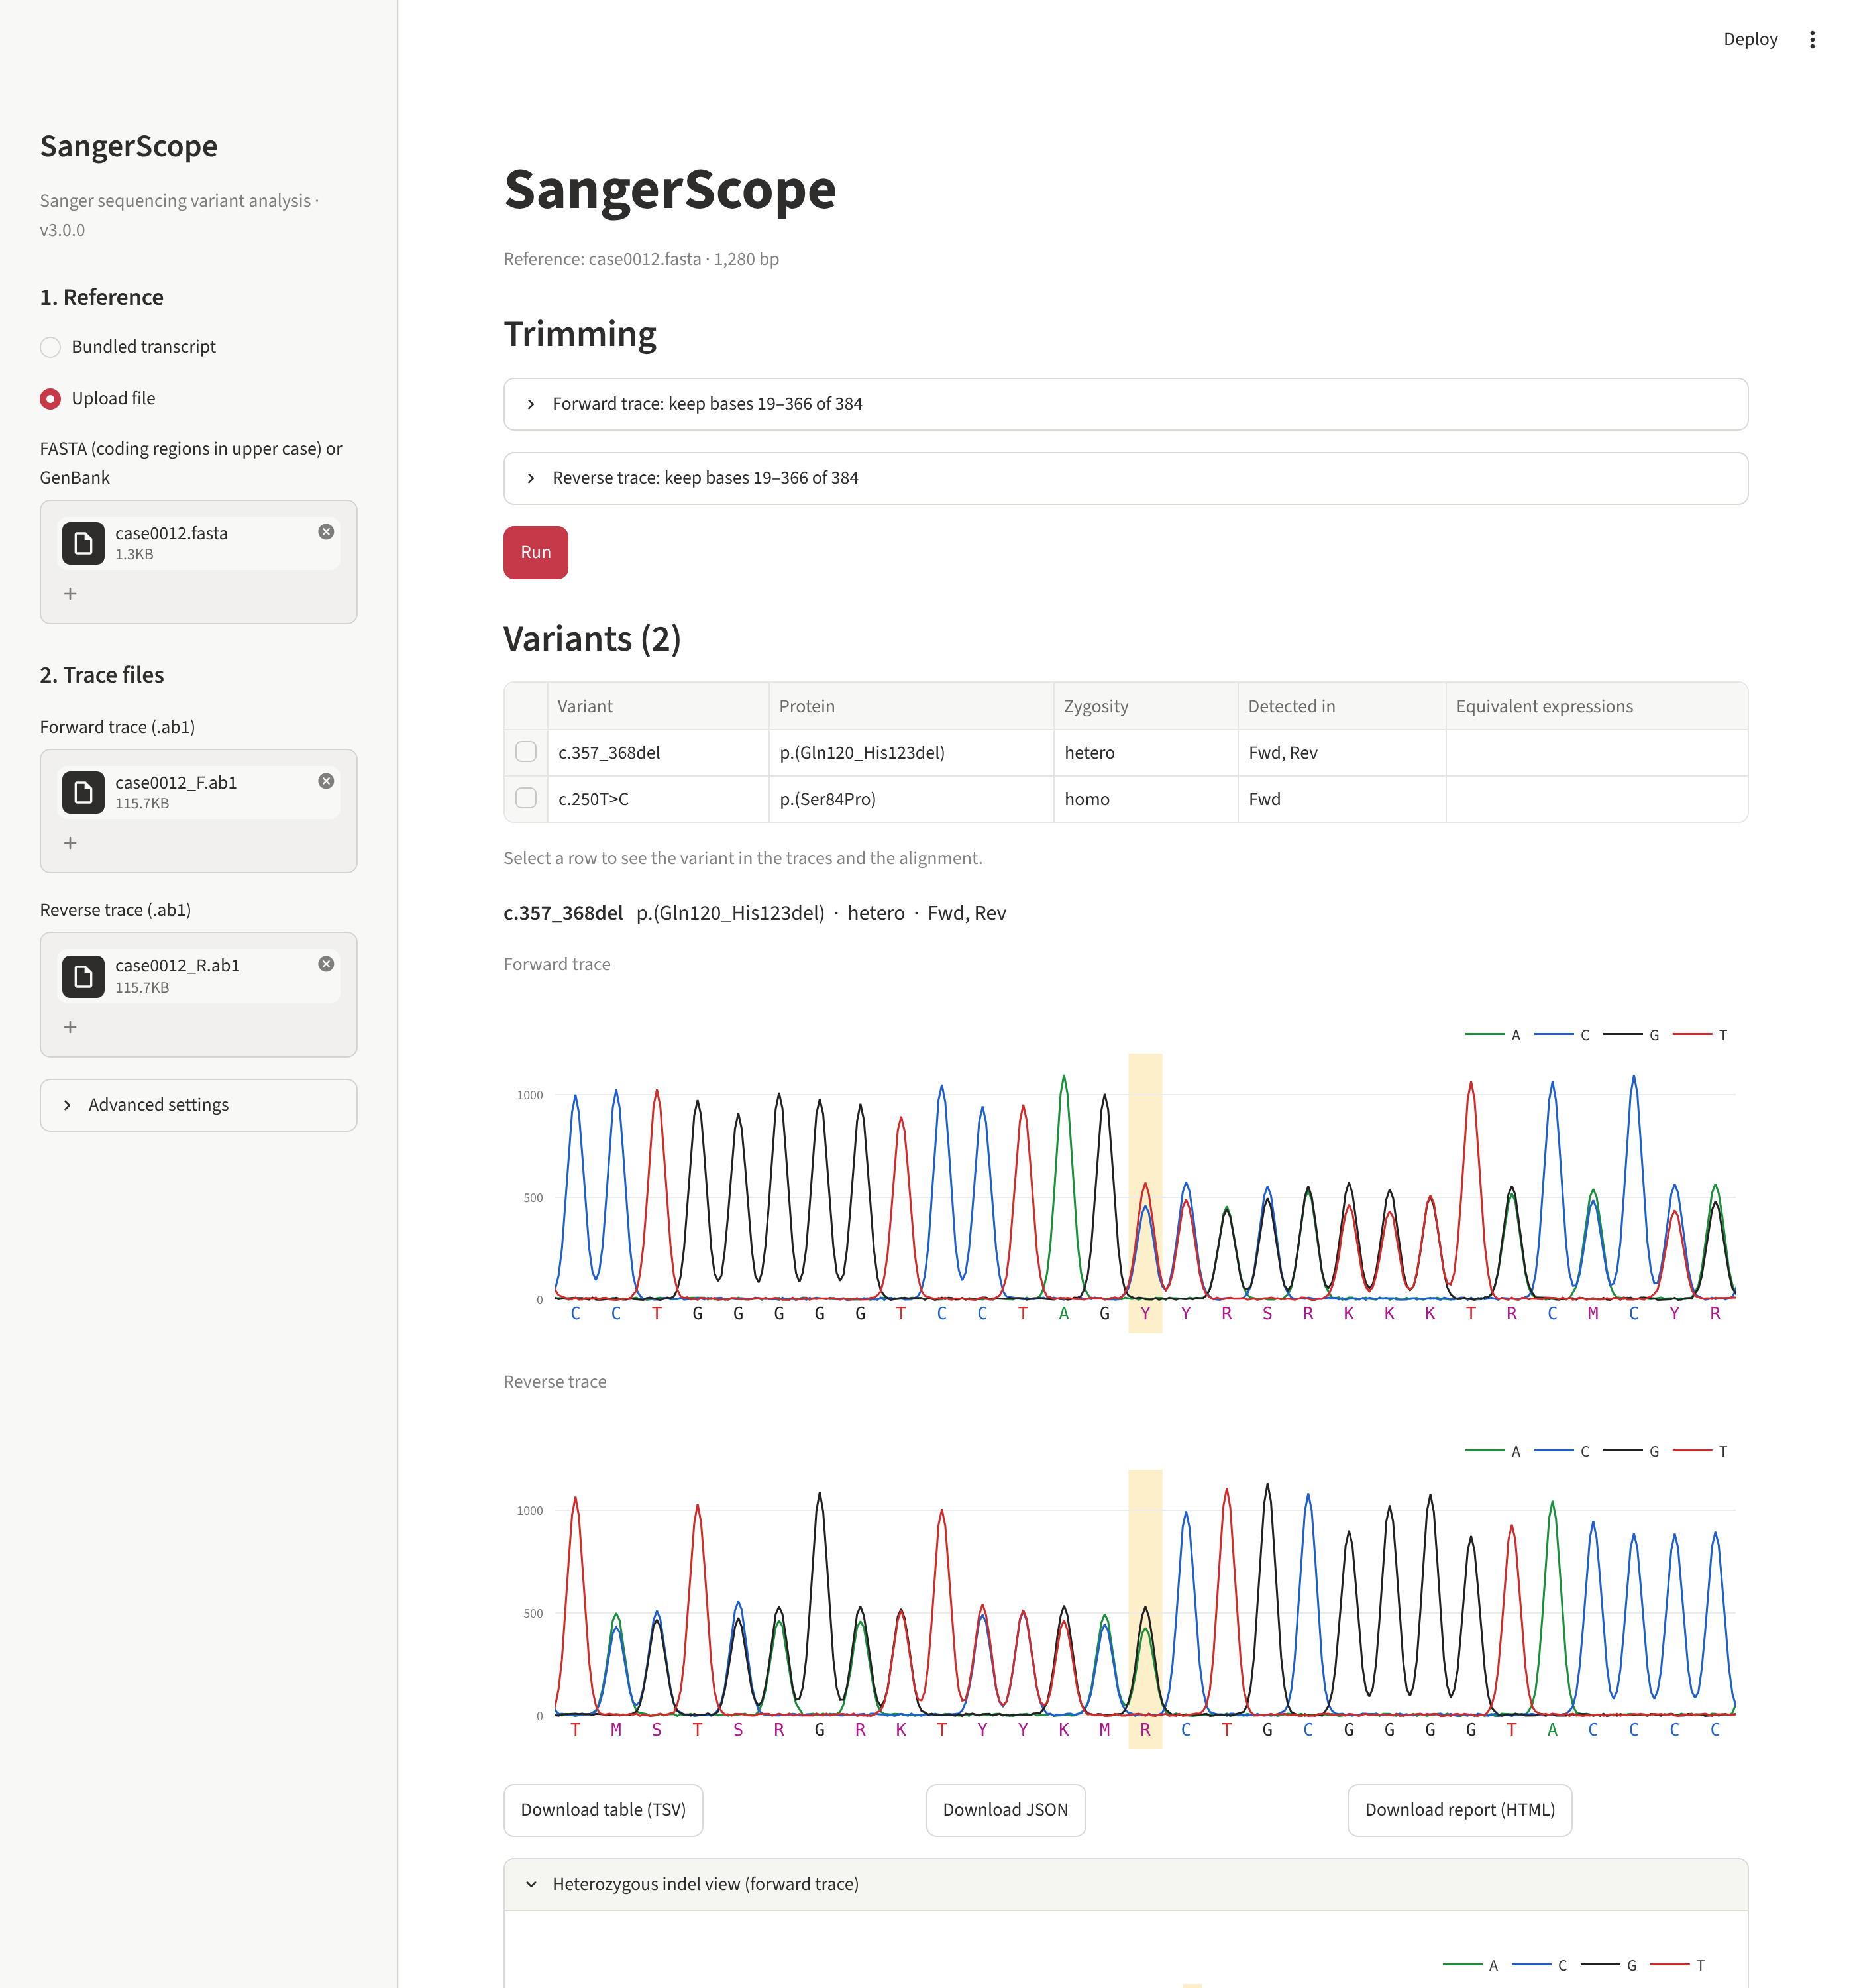 Deploy
SangerScope
Sanger sequencing variant analysis ·
v3.0.0
1. Reference
Bundled transcript
Upload file
FASTA (coding regions in upper case) or
GenBank
case0012.fasta
1.3KB
+
2. Trace files
Forward trace (.ab1)
case0012_F.ab1
115.7KB
+
Reverse trace (.ab1)
case0012_R.ab1
115.7KB
+
Advanced settings
SangerScope
Reference: case0012.fasta · 1,280 bp
Trimming
Forward trace: keep bases 19–366 of 384
Reverse trace: keep bases 19–366 of 384
Run
Variants (2)
Variant Protein Zygosity Detected in Equivalent expressions
c.357_368del p.(Gln120_His123del) hetero Fwd, Rev
c.250T>C p.(Ser84Pro) homo Fwd
Select a row to see the variant in the traces and the alignment.
c.357_368del p.(Gln120_His123del) · hetero · Fwd, Rev
Forward trace
A C G T
1000
500
0
C C T G G G G G T C C T A G Y Y R S R K K K T R C M C Y R
Reverse trace
A C G T
1000
500
0
T M S T S R G R K T Y Y K M R C T G C G G G G T A C C C C
Download table (TSV) Download JSON Download report (HTML)
Heterozygous indel view (forward trace)
A C G T